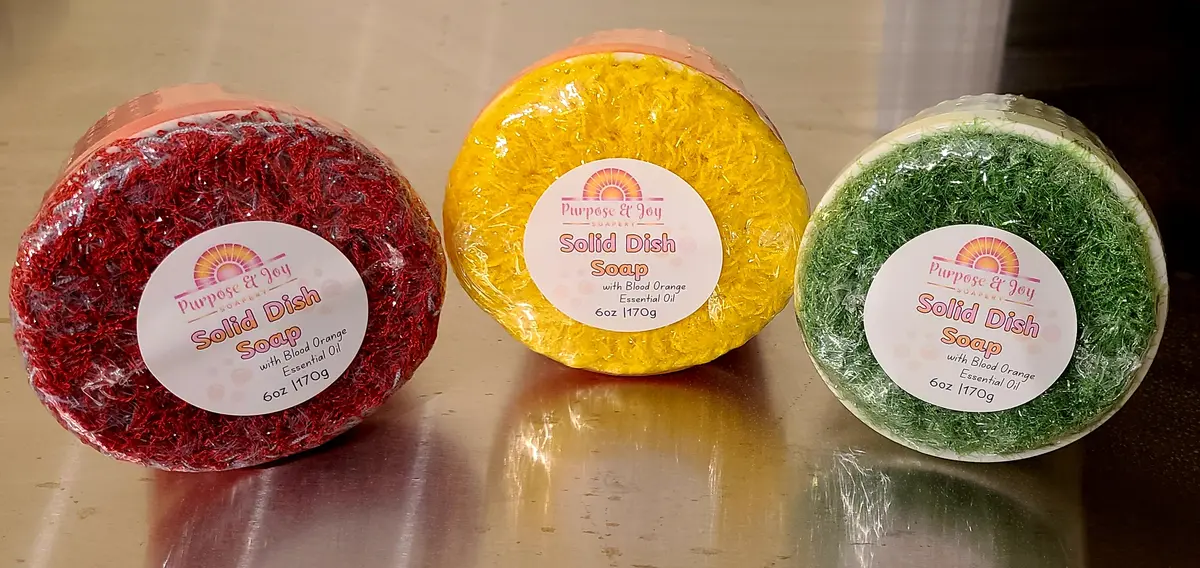 Purpose & Joy
SOAPERY
Solid Dish
Soap
with Blood Orange
Essential Oil
6oz |170g
Purpose & Joy
SOAPERY
Solid Dish
Soap
with Blood Orange
Essential Oil
6oz |170g
Purpose & Joy
SOAPERY
Solid Dish
Soap
with Blood Orange
Essential Oil
6oz |170g